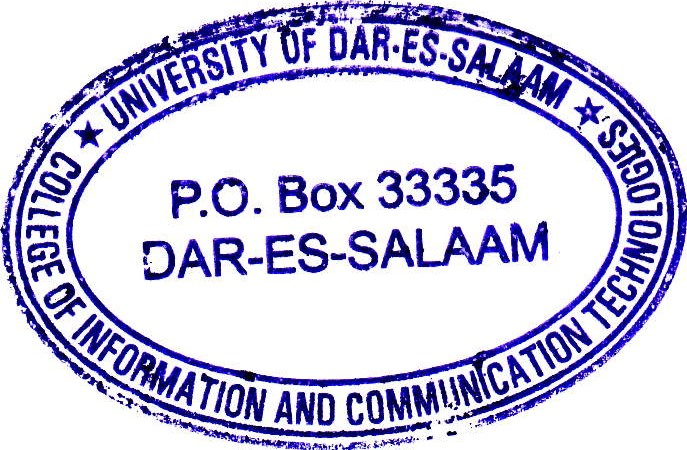 UNIVERSITY OF DAR-ES-SALAAM
P.O. Box 33335
DAR-ES-SALAAM
COLLEGE OF INFORMATION AND COMMUNICATION TECHNOLOGIES